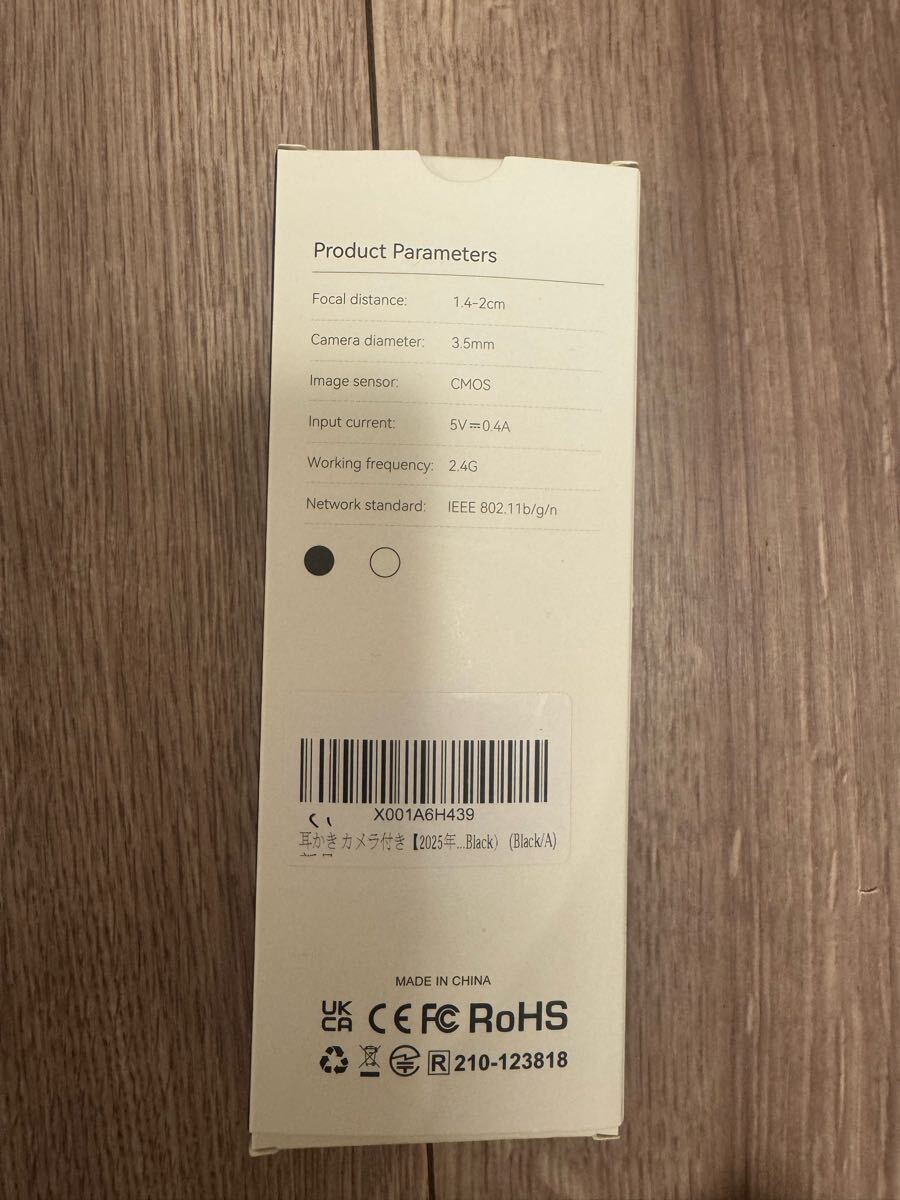 Product Parameters
Focal distance: 1.4-2cm
Camera diameter: 3.5mm
Image sensor: CMOS
Input current: 5V⎓0.4A
Working frequency: 2.4G
Network standard: IEEE 802.11b/g/n
X001A6H439
耳かき カメラ付き【2025年...Black） (Black/A)
MADE IN CHINA
UK CA CE FC RoHS
R 210-123818